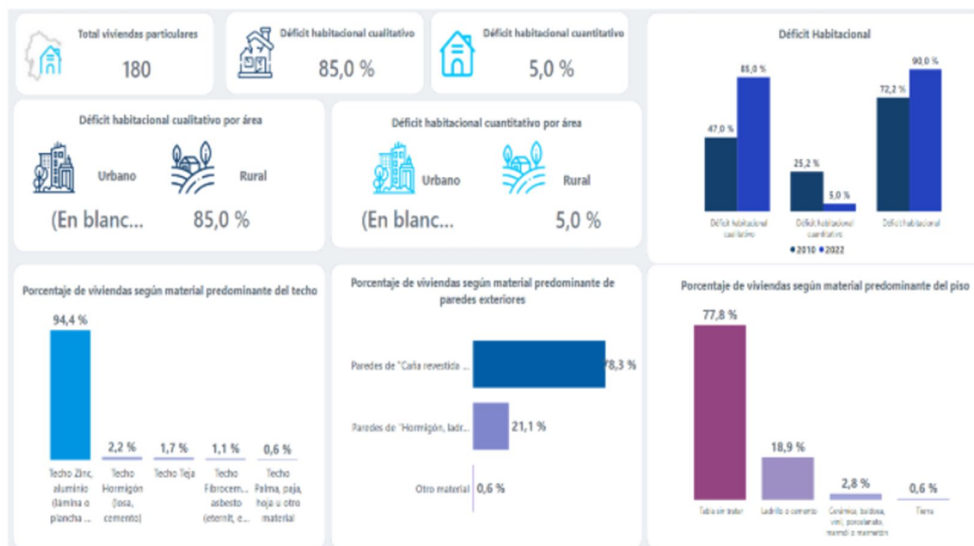 Total viviendas particulares
180
Déficit habitacional cualitativo
85,0 %
Déficit habitacional cuantitativo
5,0 %
Déficit habitacional cualitativo por área
Urbano
(En blanc...
Rural
85,0 %
Déficit habitacional cuantitativo por área
Urbano
(En blanc...
Rural
5,0 %
Déficit Habitacional
47,0 %
85,0 %
25,2 %
5,0 %
72,2 %
90,0 %
Déficit habitacional
cualitativo
Déficit habitacional
cuantitativo
Déficit habitacional
2010 2022
Porcentaje de viviendas según material predominante del techo
94,4 %
2,2 %
1,7 %
1,1 %
0,6 %
Techo Zinc,
aluminio
(lámina o
plancha ...
Techo
Hormigón
(losa,
cemento)
Techo Teja
Techo
Fibrocem...
asbesto
(eternit, e...
Techo
Palma, paja,
hoja u otro
material
Porcentaje de viviendas según material predominante de
paredes exteriores
Paredes de "Caña revestida ...
78,3 %
Paredes de "Hormigón, ladr...
21,1 %
Otro material
0,6 %
Porcentaje de viviendas según material predominante del piso
77,8 %
18,9 %
2,8 %
0,6 %
Tabla sin tratar
Ladrillo o cemento
Cerámica, baldosa,
vinil, porcelanato,
marmol o marmetón
Tierra